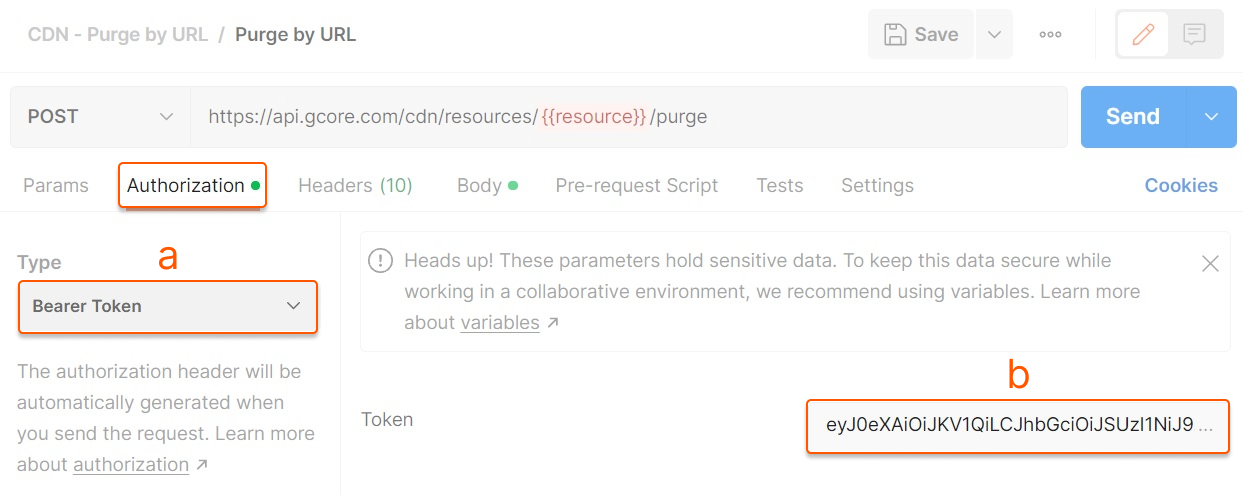 CDN - Purge by URL / Purge by URL
Save
POST
https://api.gcore.com/cdn/resources/{{resource}}/purge
Send
Params
Authorization
Headers (10)
Body
Pre-request Script
Tests
Settings
Cookies
a
Type
Bearer Token
The authorization header will be
automatically generated when
you send the request. Learn more
about authorization ↗
Heads up! These parameters hold sensitive data. To keep this data secure while
working in a collaborative environment, we recommend using variables. Learn more
about variables ↗
b
Token
eyJ0eXAiOiJKV1QiLCJhbGciOiJSUzI1NiJ9 ...